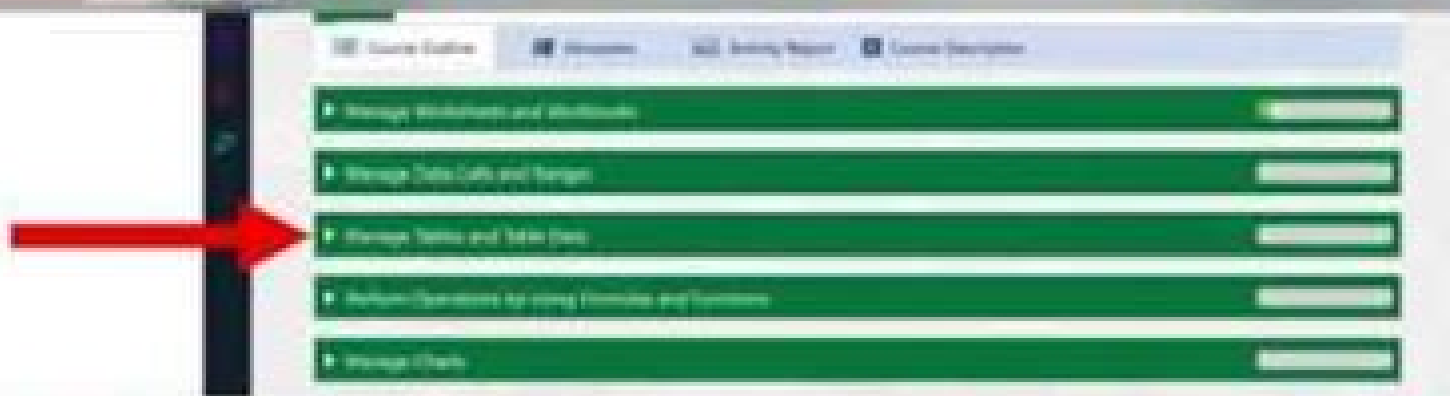 Course Outline Activity Report Course Description
Manage Worksheets and Workbooks
Manage Data Cells and Ranges
Manage Tables and Table Data
Perform Operations by Using Formulas and Functions
Manage Charts